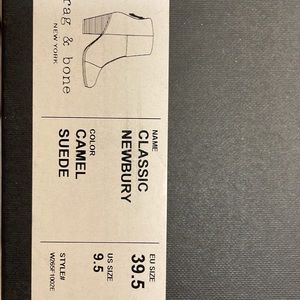 rag & bone
NEW YORK
NAME
CLASSIC
NEWBURY
COLOR
CAMEL
SUEDE
EU SIZE
39.5
US SIZE
9.5
STYLE#
W265F1002E